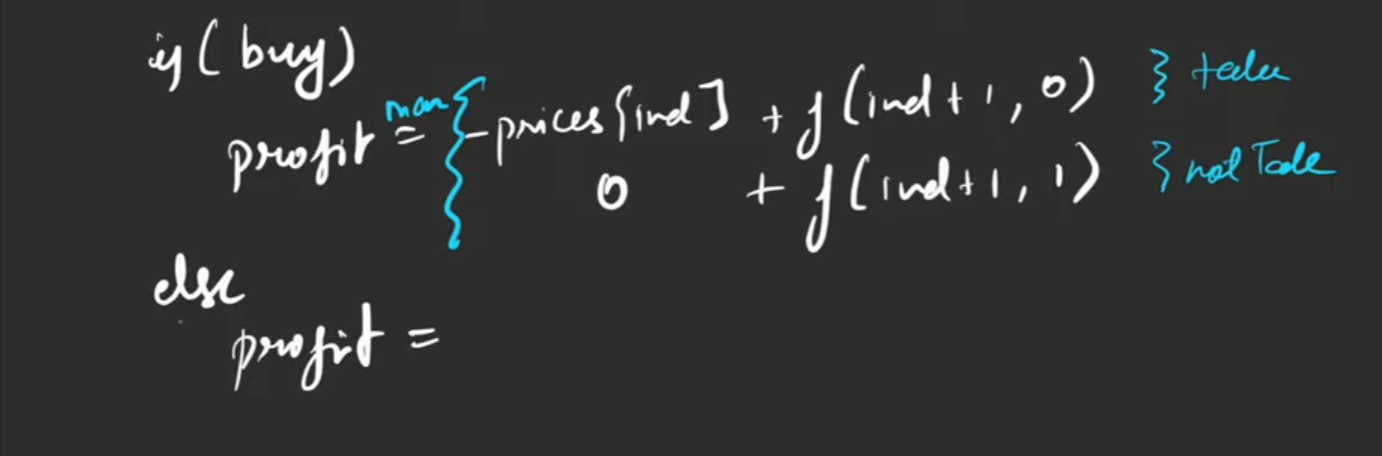 if (buy)
profit = max { -prices[ind] + f(ind+1, 0) } take
0 + f(ind+1, 1) } not Take
else
profit =